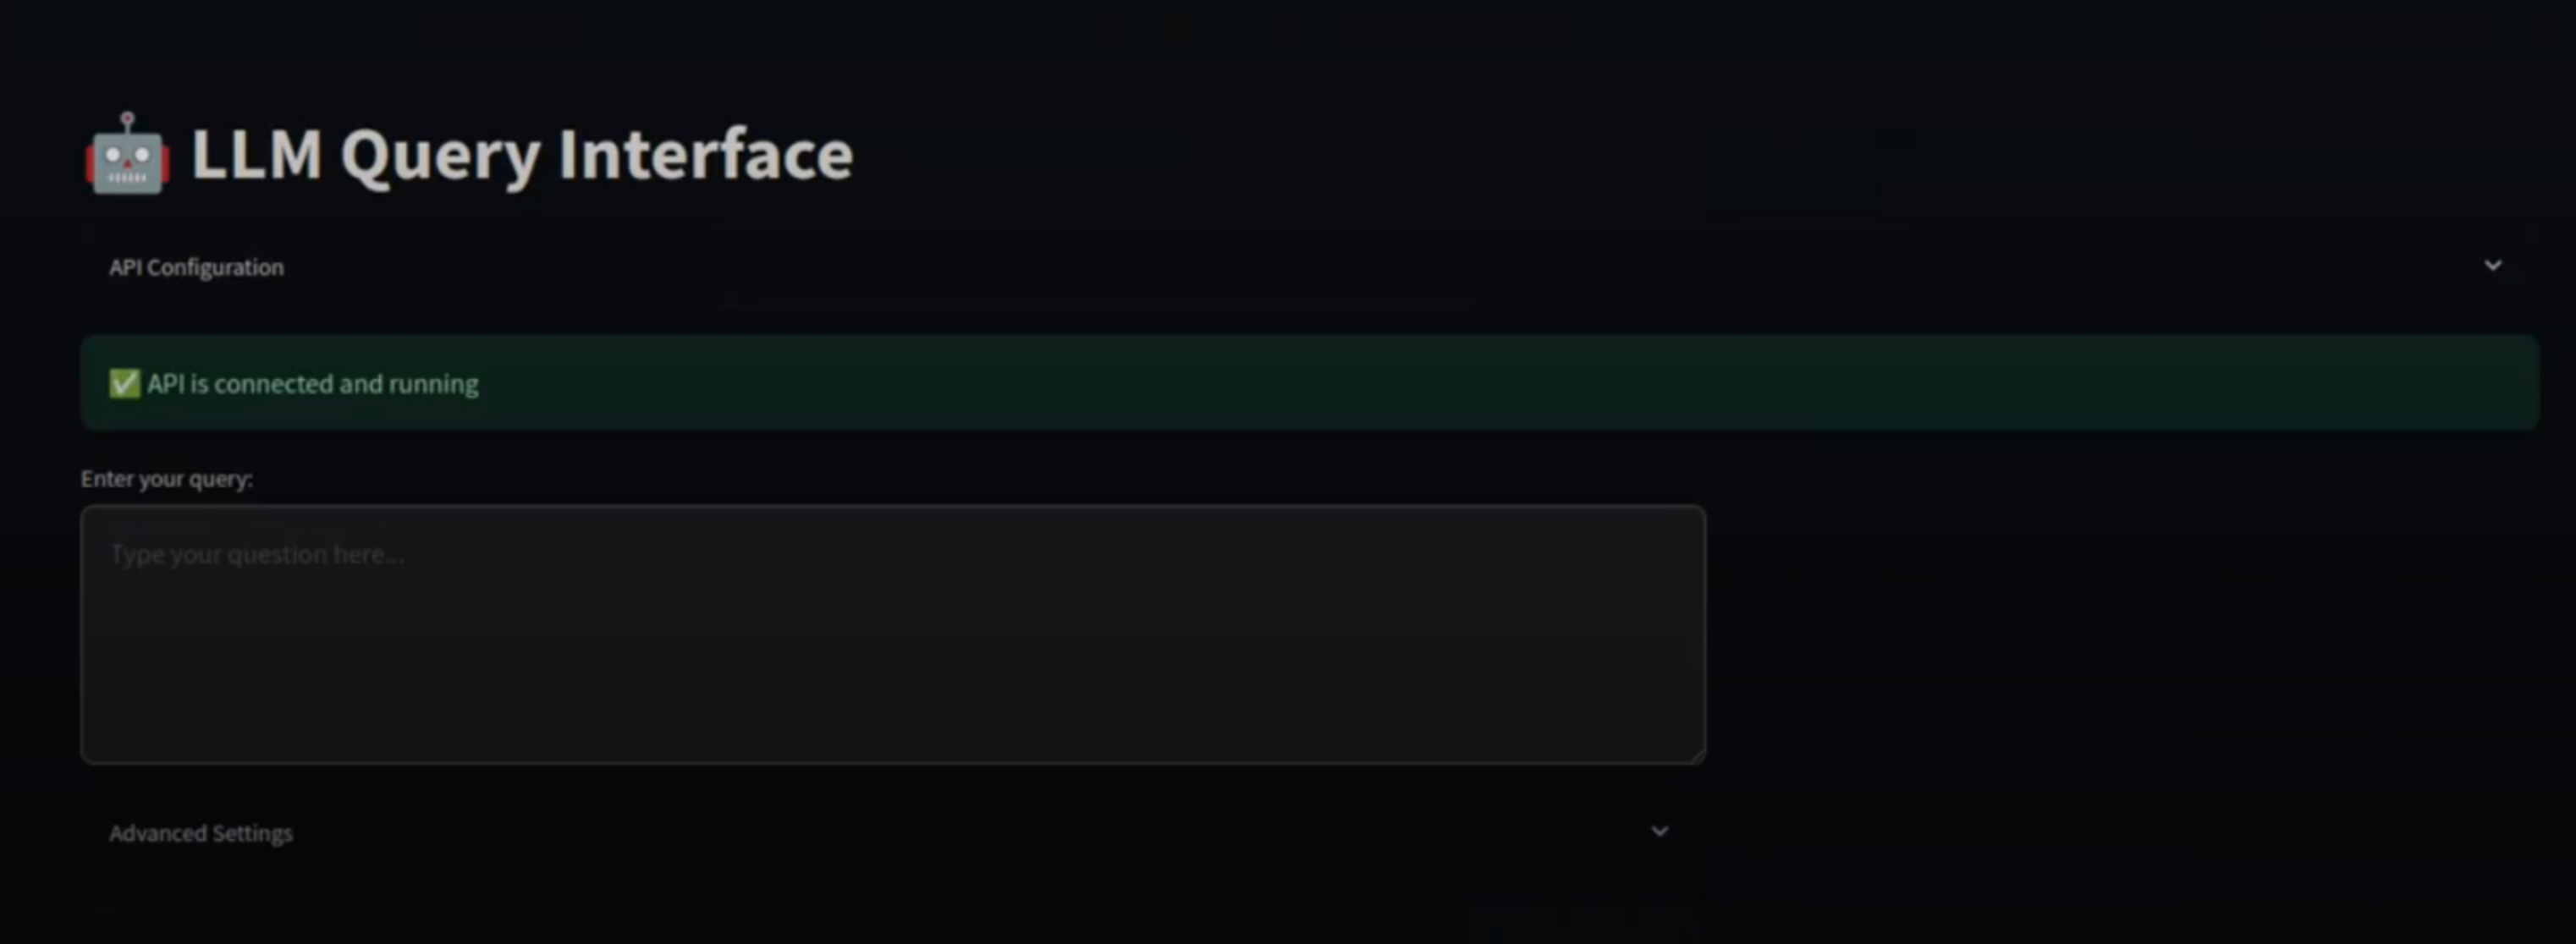 🤖 LLM Query Interface
API Configuration
✅ API is connected and running
Enter your query:
Type your question here...
Advanced Settings